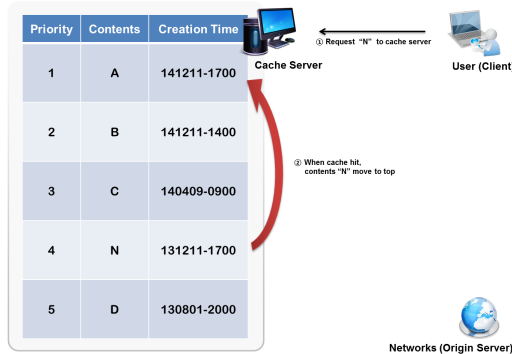 Priority Contents Creation Time
1 A 141211-1700
2 B 141211-1400
3 C 140409-0900
4 N 131211-1700
5 D 130801-2000
Cache Server
① Request “N” to cache server
User (Client)
② When cache hit,
contents “N” move to top
Networks (Origin Server)